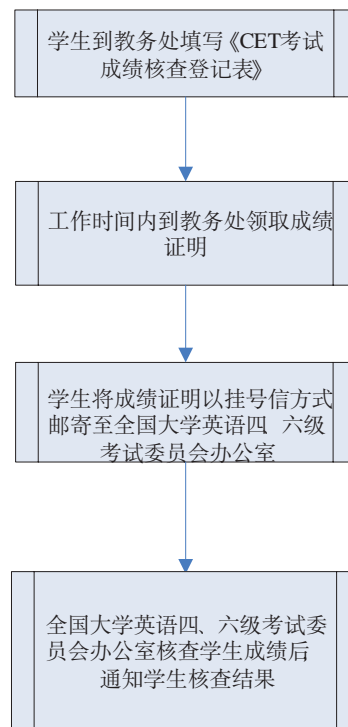 学生到教务处填写《CET考试
成绩核查登记表》
工作时间内到教务处领取成绩
证明
学生将成绩证明以挂号信方式
邮寄至全国大学英语四 六级
考试委员会办公室
全国大学英语四、六级考试委
员会办公室核查学生成绩后
通知学生核查结果